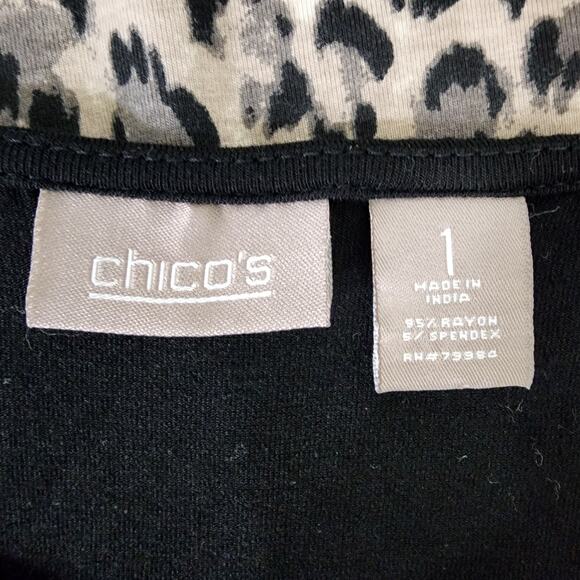 chico's
1
MADE IN
INDIA
95% RAYON
5% SPENDEX
RN#79984